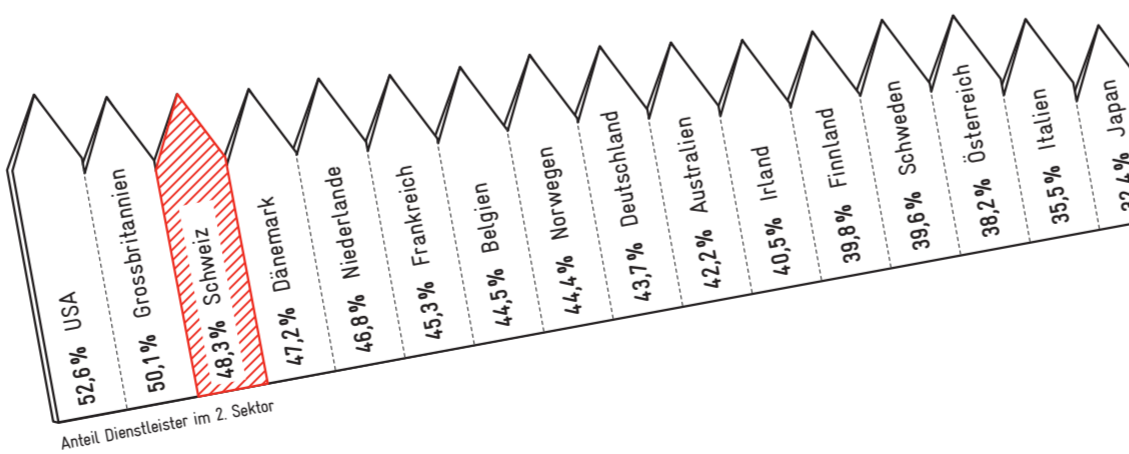 52,6 % USA
50,1 % Grossbritannien
48,3 % Schweiz
47,2 % Dänemark
46,8 % Niederlande
45,3 % Frankreich
44,5 % Belgien
44,4 % Norwegen
43,7 % Deutschland
42,2 % Australien
40,5 % Irland
39,8 % Finnland
39,6 % Schweden
38,2 % Österreich
35,5 % Italien
Japan
Anteil Dienstleister im 2. Sektor